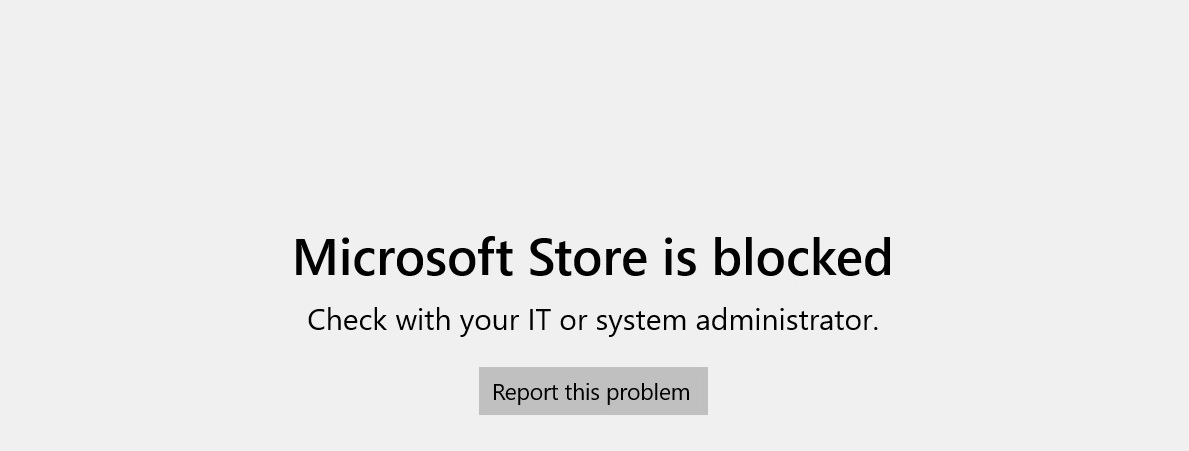 Microsoft Store is blocked
Check with your IT or system administrator.
Report this problem